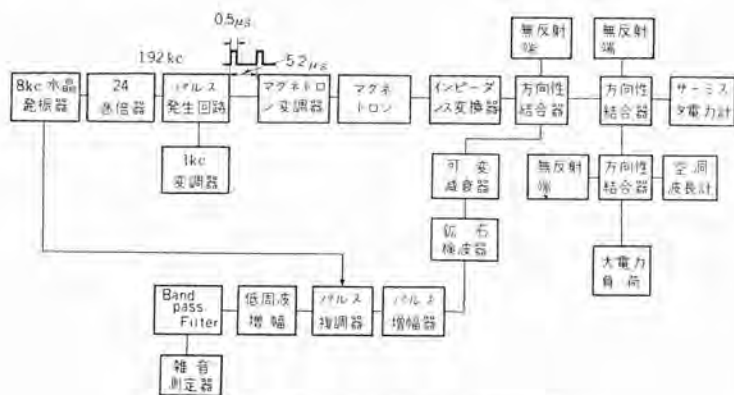 0.5μs
192kc
5.2μs
8kc水晶
発振器
24
逓倍器
パルス
発生回路
マグネトロ
ン変調器
マグネ
トロン
インピーダ
ンス変換器
無反射
端
方向性
結合器
無反射
端
方向性
結合器
サーミス
タ電力計
1kc
変調器
可変
減衰器
無反射
端
方向性
結合器
空洞
波長計
鉱石
検波器
大電力
負荷
Band
pass
Filter
低周波
増幅
パルス
復調器
パルス
増幅器
雑音
測定器